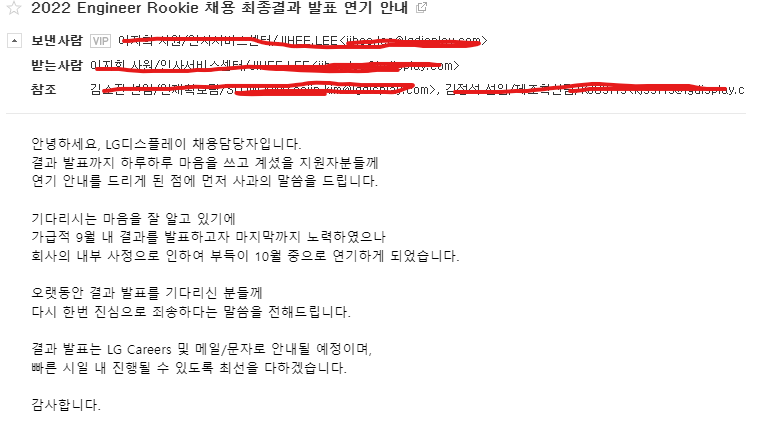 2022 Engineer Rookie 채용 최종결과 발표 연기 안내
보낸사람 VIP
받는사람
참조
안녕하세요, LG디스플레이 채용담당자입니다.
결과 발표까지 하루하루 마음을 쓰고 계셨을 지원자분들께
연기 안내를 드리게 된 점에 먼저 사과의 말씀을 드립니다.
기다리시는 마음을 잘 알고 있기에
가급적 9월 내 결과를 발표하고자 마지막까지 노력하였으나
회사의 내부 사정으로 인하여 부득이 10월 중으로 연기하게 되었습니다.
오랫동안 결과 발표를 기다리신 분들께
다시 한번 진심으로 죄송하다는 말씀을 전해드립니다.
결과 발표는 LG Careers 및 메일/문자로 안내될 예정이며,
빠른 시일 내 진행될 수 있도록 최선을 다하겠습니다.
감사합니다.